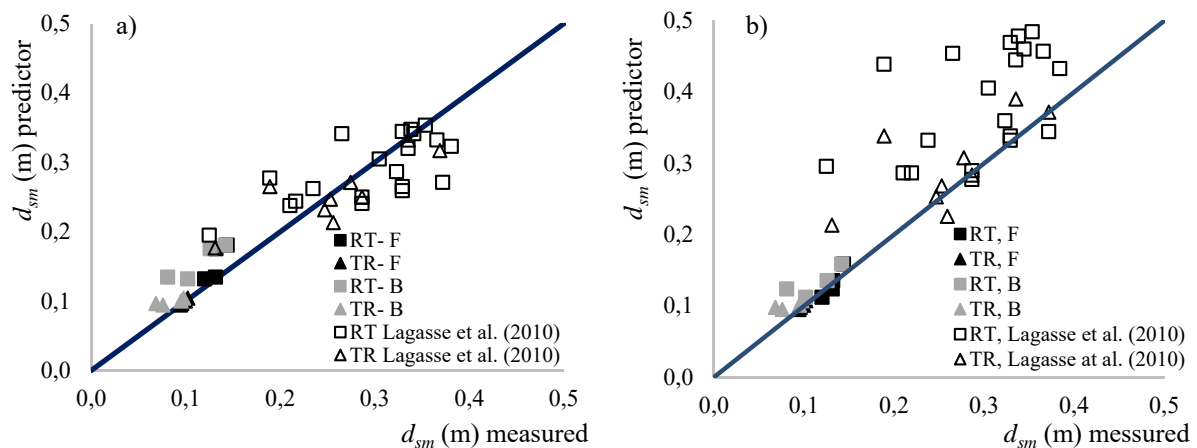 a)
0,5
0,4
0,3
0,2
0,1
0,0
d_sm (m) predictor
RT- F
TR- F
RT- B
TR- B
RT Lagasse et al. (2010)
TR Lagasse et al. (2010)
0,0 0,1 0,2 0,3 0,4 0,5
d_sm (m) measured
b)
0,5
0,4
0,3
0,2
0,1
0,0
d_sm (m) predictor
RT, F
TR, F
RT, B
TR, B
RT, Lagasse et al. (2010)
TR, Lagasse at al. (2010)
0,0 0,1 0,2 0,3 0,4 0,5
d_sm (m) messured